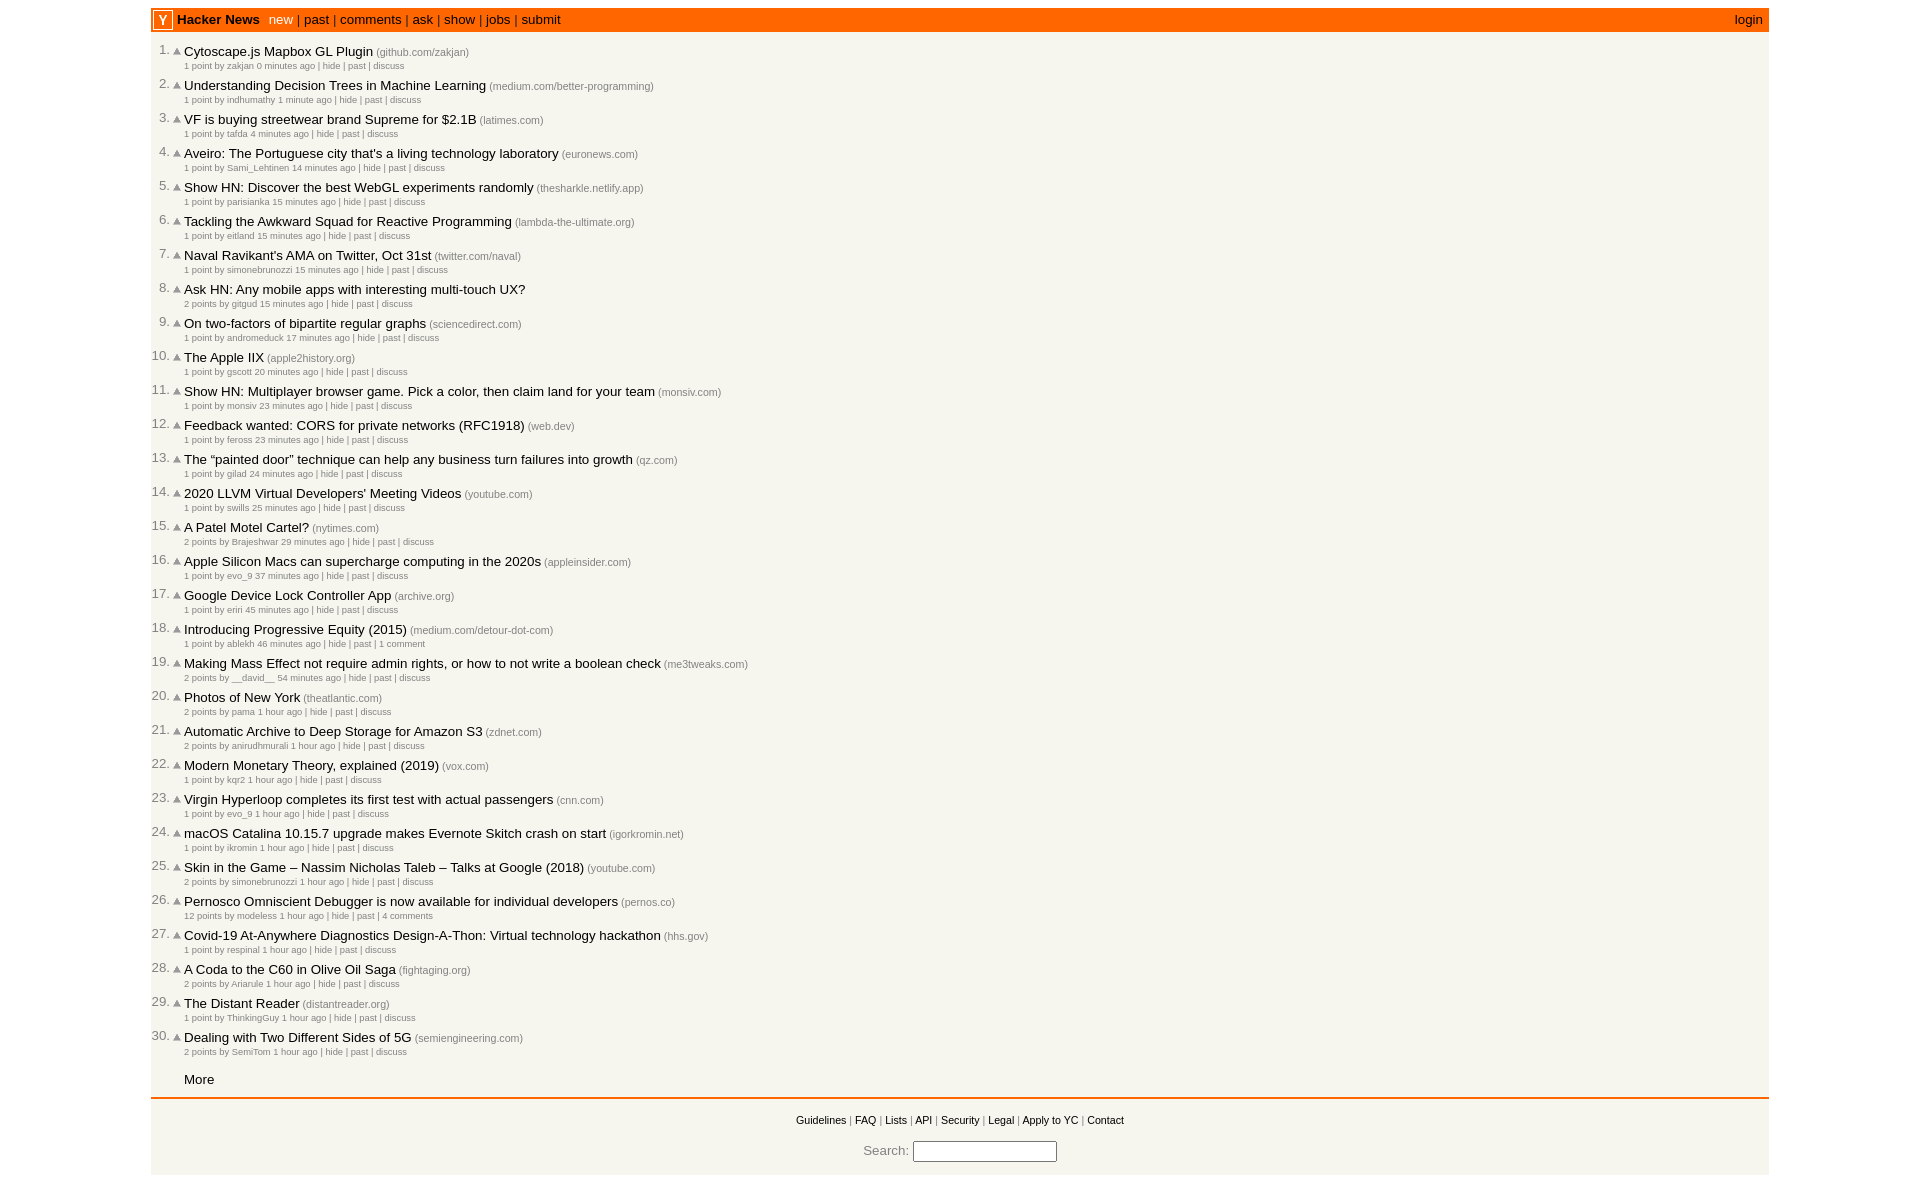 Y Hacker News new | past | comments | ask | show | jobs | submit login
1. Cytoscape.js Mapbox GL Plugin (github.com/zakjan)
1 point by zakjan 0 minutes ago | hide | past | discuss
2. Understanding Decision Trees in Machine Learning (medium.com/better-programming)
1 point by indhumathy 1 minute ago | hide | past | discuss
3. VF is buying streetwear brand Supreme for $2.1B (latimes.com)
1 point by tafda 4 minutes ago | hide | past | discuss
4. Aveiro: The Portuguese city that's a living technology laboratory (euronews.com)
1 point by Sami_Lehtinen 14 minutes ago | hide | past | discuss
5. Show HN: Discover the best WebGL experiments randomly (thesharkle.netlify.app)
1 point by parisianka 15 minutes ago | hide | past | discuss
6. Tackling the Awkward Squad for Reactive Programming (lambda-the-ultimate.org)
1 point by eitland 15 minutes ago | hide | past | discuss
7. Naval Ravikant's AMA on Twitter, Oct 31st (twitter.com/naval)
1 point by simonebrunozzi 15 minutes ago | hide | past | discuss
8. Ask HN: Any mobile apps with interesting multi-touch UX?
2 points by gitgud 15 minutes ago | hide | past | discuss
9. On two-factors of bipartite regular graphs (sciencedirect.com)
1 point by andromeduck 17 minutes ago | hide | past | discuss
10. The Apple IIX (apple2history.org)
1 point by gscott 20 minutes ago | hide | past | discuss
11. Show HN: Multiplayer browser game. Pick a color, then claim land for your team (monsiv.com)
1 point by monsiv 23 minutes ago | hide | past | discuss
12. Feedback wanted: CORS for private networks (RFC1918) (web.dev)
1 point by feross 23 minutes ago | hide | past | discuss
13. The “painted door” technique can help any business turn failures into growth (qz.com)
1 point by gilad 24 minutes ago | hide | past | discuss
14. 2020 LLVM Virtual Developers' Meeting Videos (youtube.com)
1 point by swills 25 minutes ago | hide | past | discuss
15. A Patel Motel Cartel? (nytimes.com)
2 points by Brajeshwar 29 minutes ago | hide | past | discuss
16. Apple Silicon Macs can supercharge computing in the 2020s (appleinsider.com)
1 point by evo_9 37 minutes ago | hide | past | discuss
17. Google Device Lock Controller App (archive.org)
1 point by eriri 45 minutes ago | hide | past | discuss
18. Introducing Progressive Equity (2015) (medium.com/detour-dot-com)
1 point by ablekh 46 minutes ago | hide | past | 1 comment
19. Making Mass Effect not require admin rights, or how to not write a boolean check (me3tweaks.com)
2 points by __david__ 54 minutes ago | hide | past | discuss
20. Photos of New York (theatlantic.com)
2 points by pama 1 hour ago | hide | past | discuss
21. Automatic Archive to Deep Storage for Amazon S3 (zdnet.com)
2 points by anirudhmurali 1 hour ago | hide | past | discuss
22. Modern Monetary Theory, explained (2019) (vox.com)
1 point by kqr2 1 hour ago | hide | past | discuss
23. Virgin Hyperloop completes its first test with actual passengers (cnn.com)
1 point by evo_9 1 hour ago | hide | past | discuss
24. macOS Catalina 10.15.7 upgrade makes Evernote Skitch crash on start (igorkromin.net)
1 point by ikromin 1 hour ago | hide | past | discuss
25. Skin in the Game – Nassim Nicholas Taleb – Talks at Google (2018) (youtube.com)
2 points by simonebrunozzi 1 hour ago | hide | past | discuss
26. Pernosco Omniscient Debugger is now available for individual developers (pernos.co)
12 points by modeless 1 hour ago | hide | past | 4 comments
27. Covid-19 At-Anywhere Diagnostics Design-A-Thon: Virtual technology hackathon (hhs.gov)
1 point by respinal 1 hour ago | hide | past | discuss
28. A Coda to the C60 in Olive Oil Saga (fightaging.org)
2 points by Ariarule 1 hour ago | hide | past | discuss
29. The Distant Reader (distantreader.org)
1 point by ThinkingGuy 1 hour ago | hide | past | discuss
30. Dealing with Two Different Sides of 5G (semiengineering.com)
2 points by SemiTom 1 hour ago | hide | past | discuss
More
Guidelines | FAQ | Lists | API | Security | Legal | Apply to YC | Contact
Search: